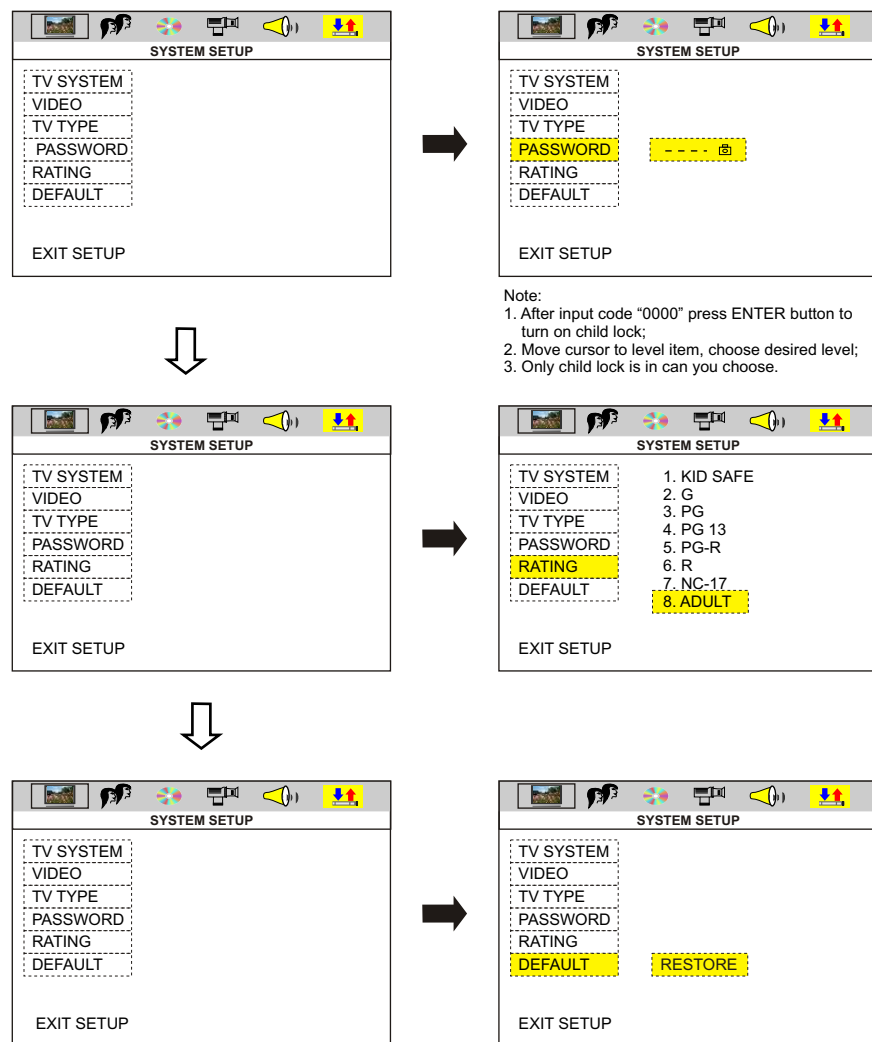 SYSTEM SETUP
TV SYSTEM
VIDEO
TV TYPE
PASSWORD
RATING
DEFAULT
EXIT SETUP
SYSTEM SETUP
TV SYSTEM
VIDEO
TV TYPE
PASSWORD - - - -
RATING
DEFAULT
EXIT SETUP
Note:
1. After input code “0000” press ENTER button to
turn on child lock;
2. Move cursor to level item, choose desired level;
3. Only child lock is in can you choose.
SYSTEM SETUP
TV SYSTEM
VIDEO
TV TYPE
PASSWORD
RATING
DEFAULT
EXIT SETUP
SYSTEM SETUP
TV SYSTEM
VIDEO
TV TYPE
PASSWORD
RATING
DEFAULT
1. KID SAFE
2. G
3. PG
4. PG 13
5. PG-R
6. R
7. NC-17
8. ADULT
EXIT SETUP
SYSTEM SETUP
TV SYSTEM
VIDEO
TV TYPE
PASSWORD
RATING
DEFAULT
EXIT SETUP
SYSTEM SETUP
TV SYSTEM
VIDEO
TV TYPE
PASSWORD
RATING
DEFAULT RESTORE
EXIT SETUP